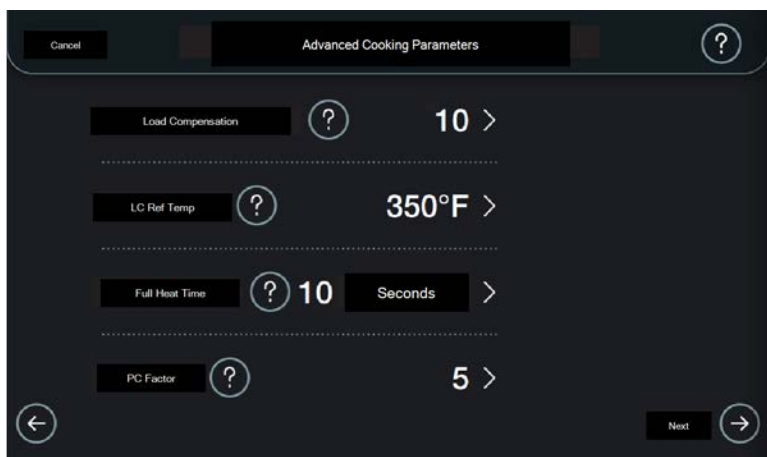 Cancel
Advanced Cooking Parameters
?
Load Compensation ? 10 >
LC Ref Temp ? 350°F >
Full Heat Time ? 10 Seconds >
PC Factor ? 5 >
← Next →